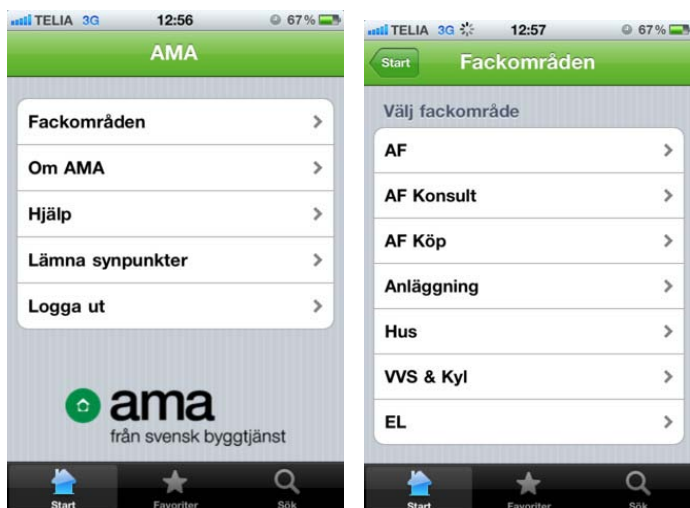 TELIA 3G 12:56 67%
AMA
Fackområden
Om AMA
Hjälp
Lämna synpunkter
Logga ut
ama
från svensk byggtjänst
Start Favoriter Sök
TELIA 3G 12:57 67%
Start Fackområden
Välj fackområde
AF
AF Konsult
AF Köp
Anläggning
Hus
VVS & Kyl
EL
Start Favoriter Sök